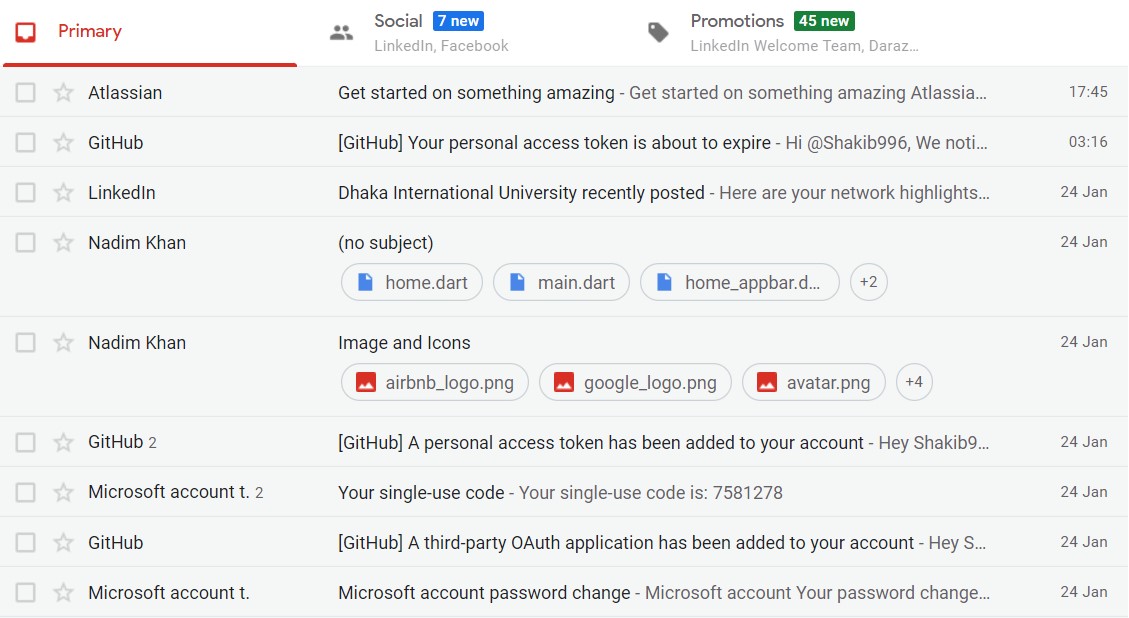 Primary
Social 7 new
LinkedIn, Facebook
Promotions 45 new
LinkedIn Welcome Team, Daraz…
Atlassian Get started on something amazing - Get started on something amazing Atlassia… 17:45
GitHub [GitHub] Your personal access token is about to expire - Hi @Shakib996, We noti… 03:16
LinkedIn Dhaka International University recently posted - Here are your network highlights… 24 Jan
Nadim Khan (no subject) 24 Jan
home.dart main.dart home_appbar.d… +2
Nadim Khan Image and Icons 24 Jan
airbnb_logo.png google_logo.png avatar.png +4
GitHub 2 [GitHub] A personal access token has been added to your account - Hey Shakib9… 24 Jan
Microsoft account t. 2 Your single-use code - Your single-use code is: 7581278 24 Jan
GitHub [GitHub] A third-party OAuth application has been added to your account - Hey S… 24 Jan
Microsoft account t. Microsoft account password change - Microsoft account Your password change… 24 Jan